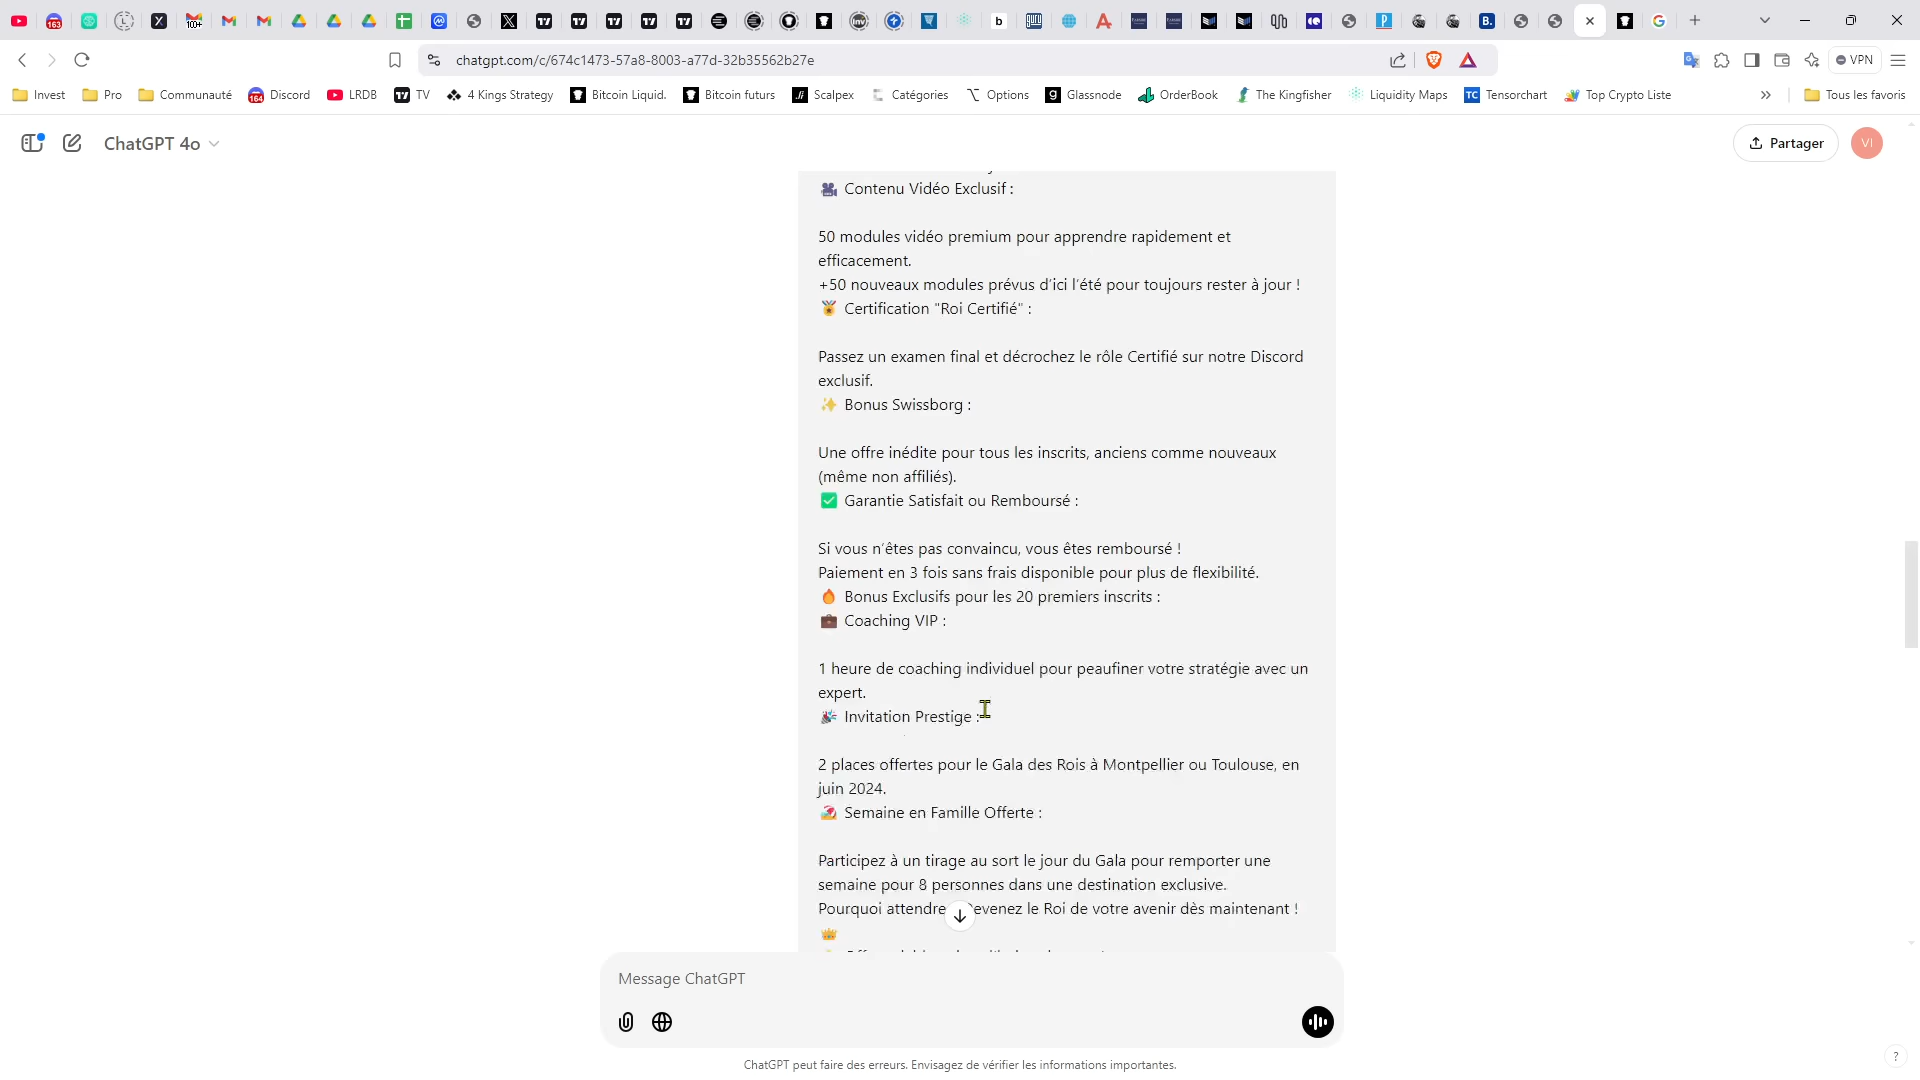 163
100+
chatgpt.com/c/674c1473-57a8-8003-a77d-32b35562b27e
VPN
Invest
Pro
Communauté
164
Discord
LRDB
TV
4 Kings Strategy
Bitcoin Liquid.
Bitcoin futurs
Scalpex
Catégories
Options
Glassnode
OrderBook
The Kingfisher
Liquidity Maps
TC
Tensorchart
Top Crypto Liste
Tous les favoris
ChatGPT 4o
Partager
VI
🎥 Contenu Vidéo Exclusif :
50 modules vidéo premium pour apprendre rapidement et
efficacement.
+50 nouveaux modules prévus d'ici l'été pour toujours rester à jour !
🏅 Certification "Roi Certifié" :
Passez un examen final et décrochez le rôle Certifié sur notre Discord
exclusif.
✨ Bonus Swissborg :
Une offre inédite pour tous les inscrits, anciens comme nouveaux
(même non affiliés).
✅ Garantie Satisfait ou Remboursé :
Si vous n'êtes pas convaincu, vous êtes remboursé !
Paiement en 3 fois sans frais disponible pour plus de flexibilité.
🔥 Bonus Exclusifs pour les 20 premiers inscrits :
💼 Coaching VIP :
1 heure de coaching individuel pour peaufiner votre stratégie avec un
expert.
🎉 Invitation Prestige :
2 places offertes pour le Gala des Rois à Montpellier ou Toulouse, en
juin 2024.
🏖️ Semaine en Famille Offerte :
Participez à un tirage au sort le jour du Gala pour remporter une
semaine pour 8 personnes dans une destination exclusive.
Pourquoi attendre evenez le Roi de votre avenir dès maintenant !
👑
Message ChatGPT
ChatGPT peut faire des erreurs. Envisagez de vérifier les informations importantes.
?